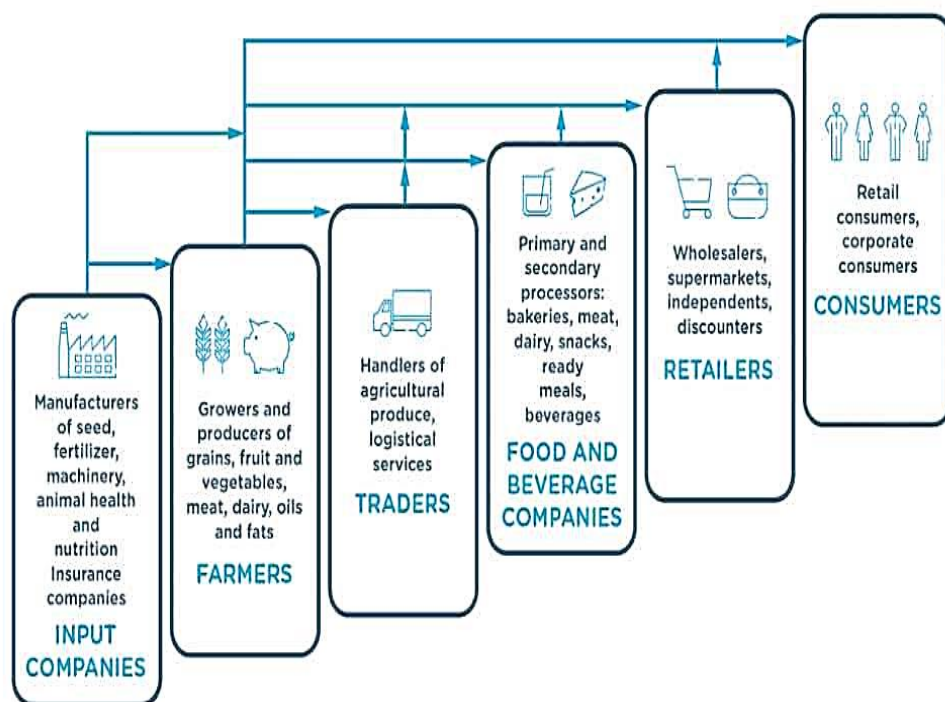 Manufacturers
of seed,
fertilizer,
machinery,
animal health
and
nutrition
Insurance
companies
INPUT
COMPANIES
Growers and
producers of
grains, fruit and
vegetables,
meat, dairy, oils
and fats
FARMERS
Handlers of
agricultural
produce,
logistical
services
TRADERS
Primary and
secondary
processors:
bakeries, meat,
dairy, snacks,
ready
meals,
beverages
FOOD AND
BEVERAGE
COMPANIES
Wholesalers,
supermarkets,
independents,
discounters
RETAILERS
Retail
consumers,
corporate
consumers
CONSUMERS